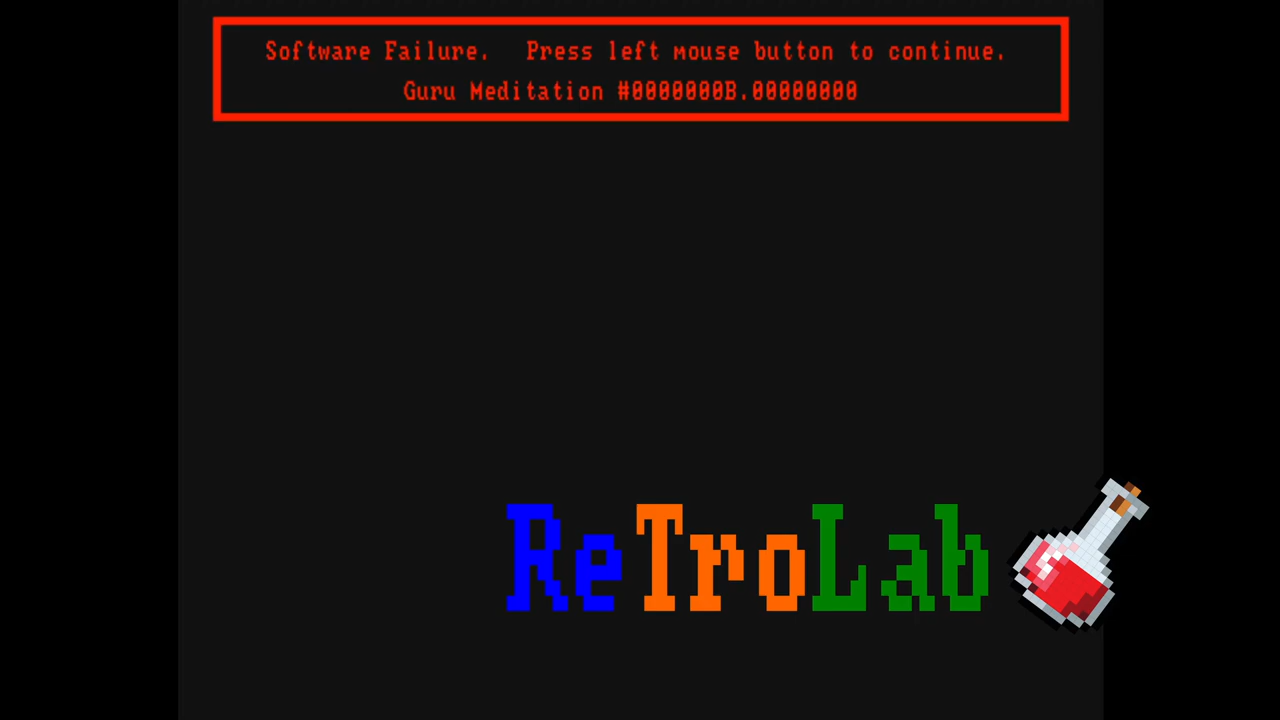 Software Failure.  Press left mouse button to continue.
Guru Meditation #0000000B.00000000
ReTroLab